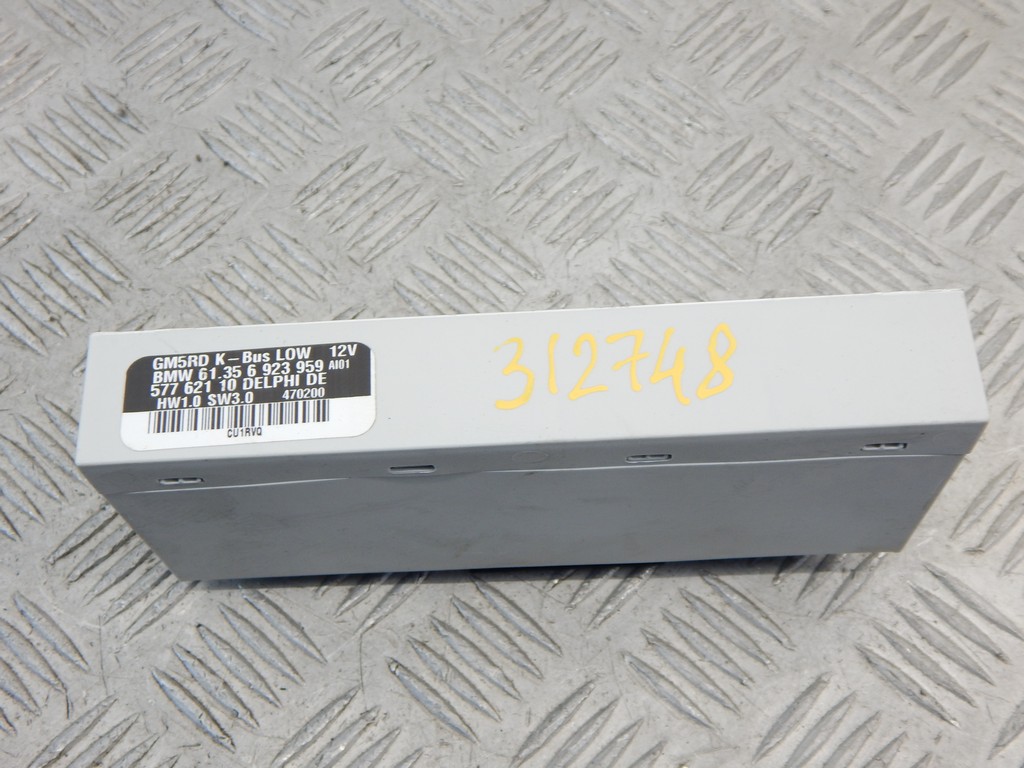 GM5RD K-Bus LOW 12V
BMW 61.35 6 923 959 AI01
577 621 10 DELPHI DE
HW1.0 SW3.0 470200
CU1RVQ
312748